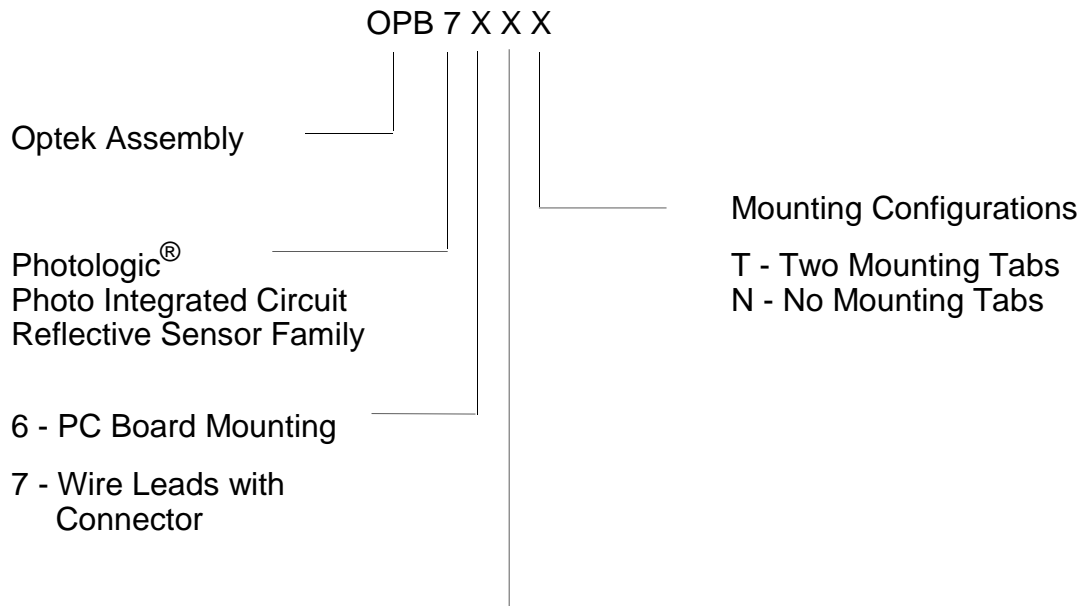 OPB 7 X X X
Optek Assembly
Photologic®
Photo Integrated Circuit
Reflective Sensor Family
6 - PC Board Mounting
7 - Wire Leads with
Connector
Mounting Configurations
T - Two Mounting Tabs
N - No Mounting Tabs